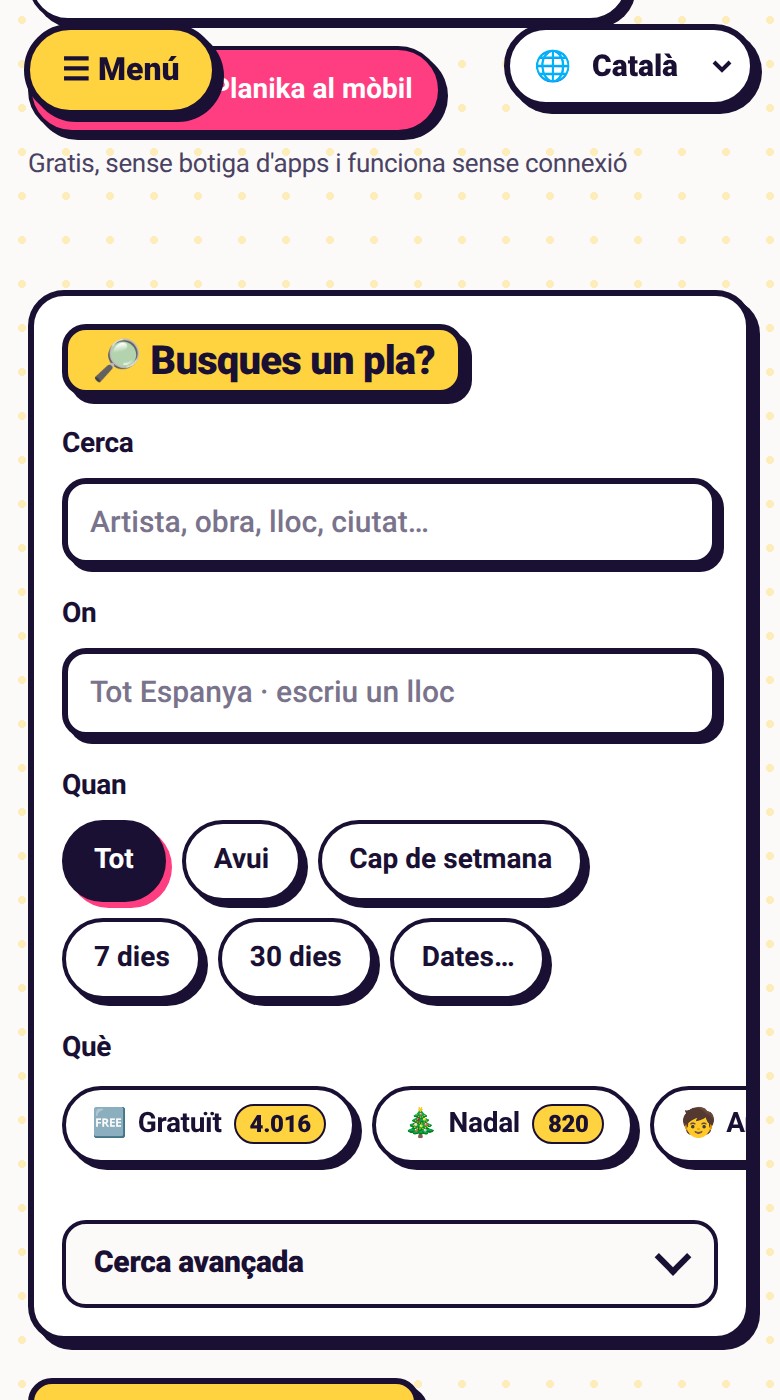 ☰ Menú
Planika al mòbil
🌐 Català
Gratis, sense botiga d'apps i funciona sense connexió
🔎 Busques un pla?
Cerca
Artista, obra, lloc, ciutat…
On
Tot Espanya · escriu un lloc
Quan
Tot Avui Cap de setmana
7 dies 30 dies Dates…
Què
🆓 Gratuït 4.016 🎄 Nadal 820 🧒
Cerca avançada